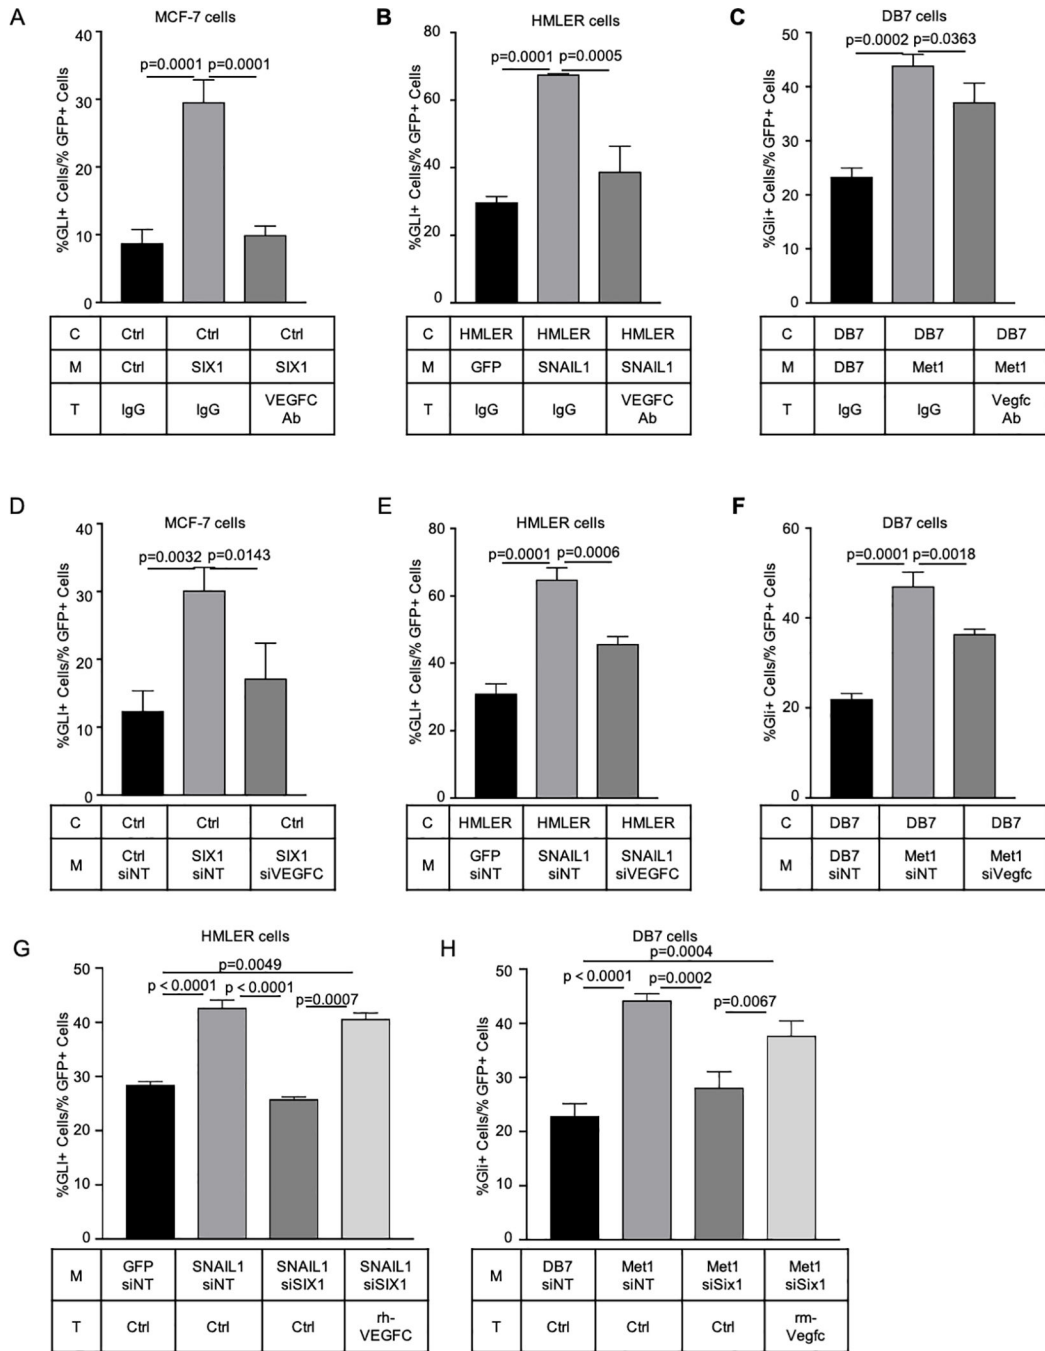 A
MCF-7 cells
%GLI+ Cells/% GFP+ Cells
40
30
20
10
0
p=0.0001 p=0.0001
C Ctrl Ctrl Ctrl
M Ctrl SIX1 SIX1
T IgG IgG VEGFC Ab
B
HMLER cells
%GLI+ Cells/% GFP+ Cells
80
60
40
20
0
p=0.0001 p=0.0005
C HMLER HMLER HMLER
M GFP SNAIL1 SNAIL1
T IgG IgG VEGFC Ab
C
DB7 cells
%Gli+ Cells/% GFP+ Cells
50
40
30
20
10
0
p=0.0002 p=0.0363
C DB7 DB7 DB7
M DB7 Met1 Met1
T IgG IgG Vegfc Ab
D
MCF-7 cells
%GLI+ Cells/% GFP+ Cells
40
30
20
10
0
p=0.0032 p=0.0143
C Ctrl Ctrl Ctrl
M Ctrl siNT SIX1 siNT SIX1 siVEGFC
E
HMLER cells
%GLI+ Cells/% GFP+ Cells
80
60
40
20
0
p=0.0001 p=0.0006
C HMLER HMLER HMLER
M GFP siNT SNAIL1 siNT SNAIL1 siVEGFC
F
DB7 cells
%Gli+ Cells/% GFP+ Cells
60
40
20
0
p=0.0001 p=0.0018
C DB7 DB7 DB7
M DB7 siNT Met1 siNT Met1 siVegfc
G
HMLER cells
%GLI+ Cells/% GFP+ Cells
50
40
30
20
10
0
p=0.0049
p < 0.0001 p < 0.0001
p=0.0007
M GFP siNT SNAIL1 siNT SNAIL1 siSIX1 SNAIL1 siSIX1
T Ctrl Ctrl Ctrl rh-VEGFC
H
DB7 cells
%Gli+ Cells/% GFP+ Cells
50
40
30
20
10
0
p=0.0004
p < 0.0001 p=0.0002
p=0.0067
M DB7 siNT Met1 siNT Met1 siSix1 Met1 siSix1
T Ctrl Ctrl Ctrl rm-Vegfc